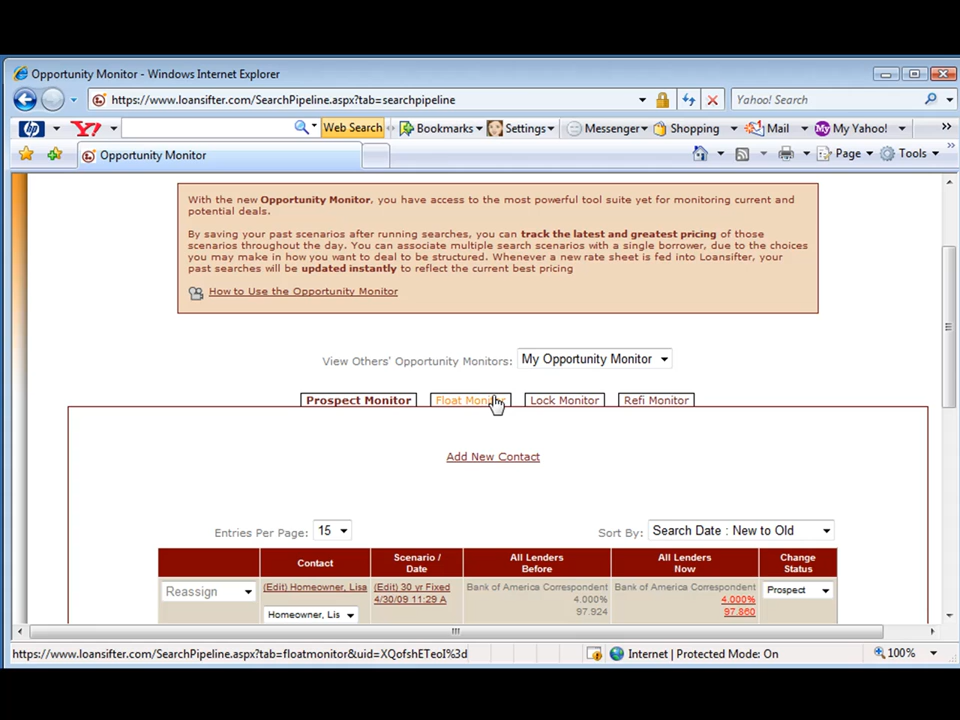 Opportunity Monitor - Windows Internet Explorer
https://www.loansifter.com/SearchPipeline.aspx?tab=searchpipeline
Yahoo! Search
hp
Y!
Web Search
Bookmarks
Settings
Messenger
Shopping
Mail
My Yahoo!
Opportunity Monitor
Page
Tools
With the new Opportunity Monitor, you have access to the most powerful tool suite yet for monitoring current and
potential deals.
By saving your past scenarios after running searches, you can track the latest and greatest pricing of those
scenarios throughout the day. You can associate multiple search scenarios with a single borrower, due to the choices
you may make in how you want to deal to be structured. Whenever a new rate sheet is fed into Loansifter, your
past searches will be updated instantly to reflect the current best pricing
How to Use the Opportunity Monitor
View Others' Opportunity Monitors: My Opportunity Monitor
Prospect Monitor Float Monitor Lock Monitor Refi Monitor
Add New Contact
Entries Per Page: 15 Sort By: Search Date : New to Old
Contact
Scenario /
Date
All Lenders
Before
All Lenders
Now
Change
Status
Reassign
(Edit) Homeowner, Lisa
Homeowner, Lis
(Edit) 30 yr Fixed
4/30/09 11:29 A
Bank of America Correspondent
4.000%
97.924
Bank of America Correspondent
4.000%
97.860
Prospect
https://www.loansifter.com/SearchPipeline.aspx?tab=floatmonitor&uid=XQofshETeoI%3d
Internet | Protected Mode: On
100%